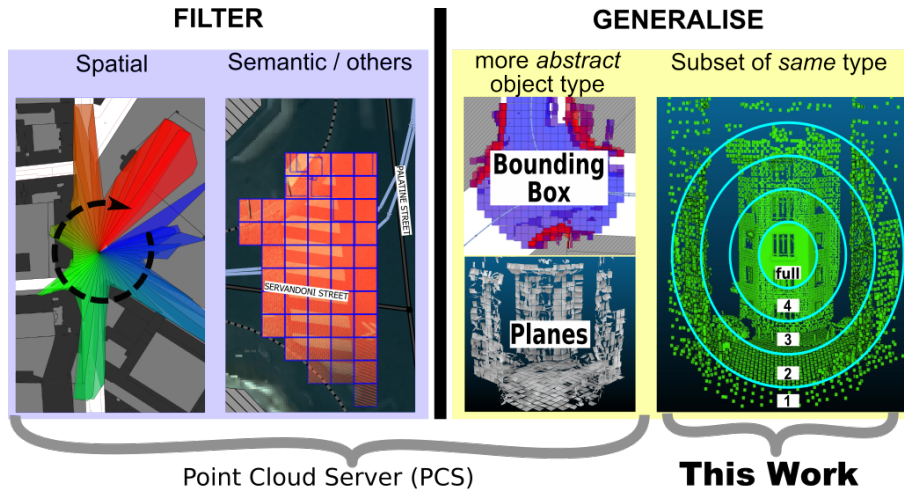 FILTER
Spatial
Semantic / others
PALATINE STREET
SERVANDONI STREET
GENERALISE
more abstract
object type
Bounding
Box
Planes
Subset of same type
full
4
3
2
1
Point Cloud Server (PCS)
This Work